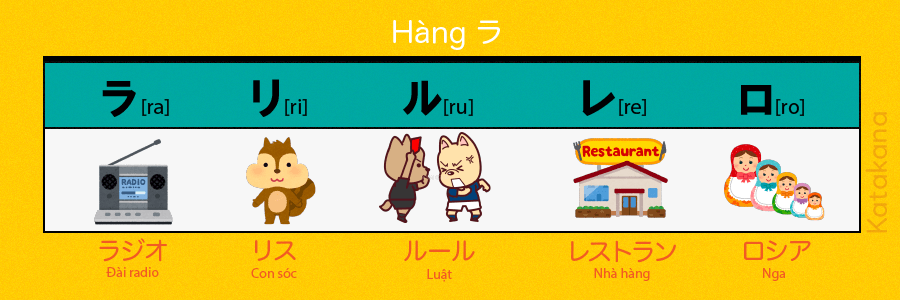 Hàng ラ
ラ[ra] リ[ri] ル[ru] レ[re] ロ[ro]
RADIO
Restaurant
ラジオ リス ルール レストラン ロシア
Đài radio Con sóc Luật Nhà hàng Nga
Katakana